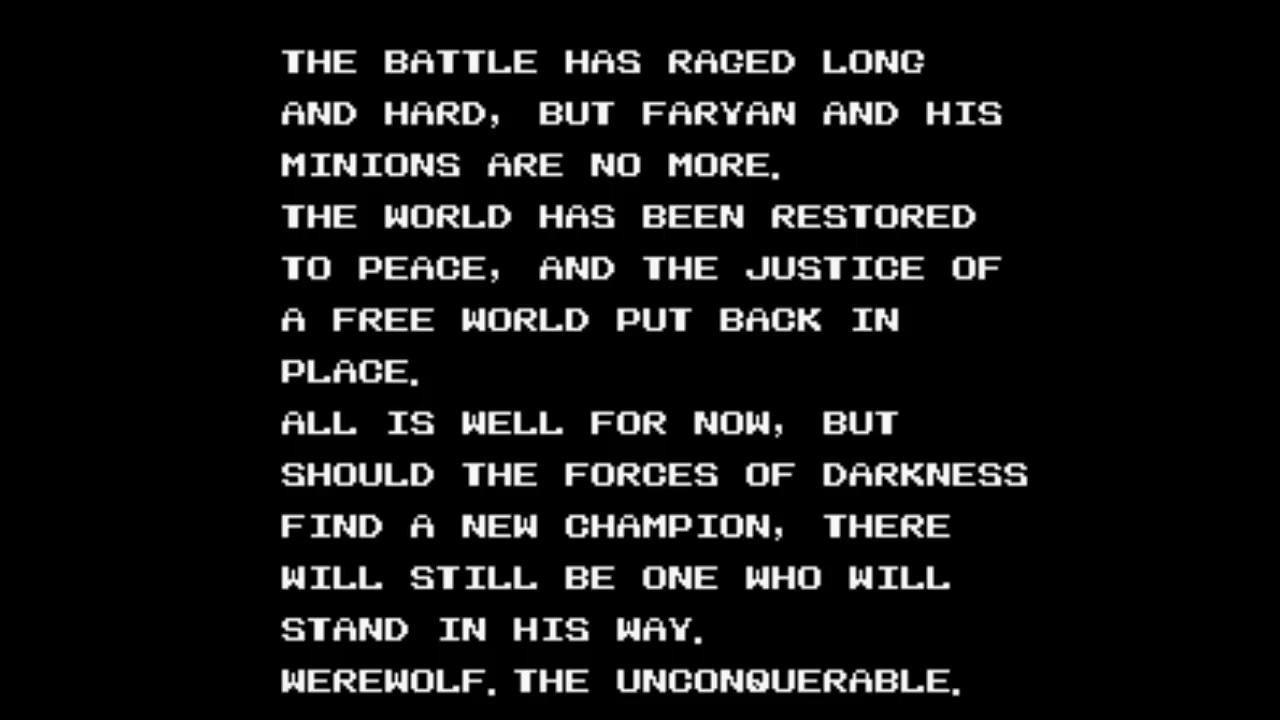 THE BATTLE HAS RAGED LONG
AND HARD, BUT FARYAN AND HIS
MINIONS ARE NO MORE.
THE WORLD HAS BEEN RESTORED
TO PEACE, AND THE JUSTICE OF
A FREE WORLD PUT BACK IN
PLACE.
ALL IS WELL FOR NOW, BUT
SHOULD THE FORCES OF DARKNESS
FIND A NEW CHAMPION, THERE
WILL STILL BE ONE WHO WILL
STAND IN HIS WAY.
WEREWOLF. THE UNCONQUERABLE.